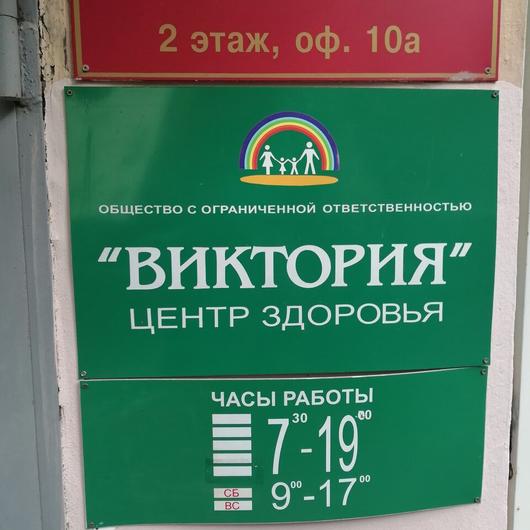 2 этаж, оф. 10а
ОБЩЕСТВО С ОГРАНИЧЕННОЙ ОТВЕТСТВЕННОСТЬЮ
"ВИКТОРИЯ"
ЦЕНТР ЗДОРОВЬЯ
ЧАСЫ РАБОТЫ
7 30 - 19 00
СБ
ВС
9 00 - 17 00